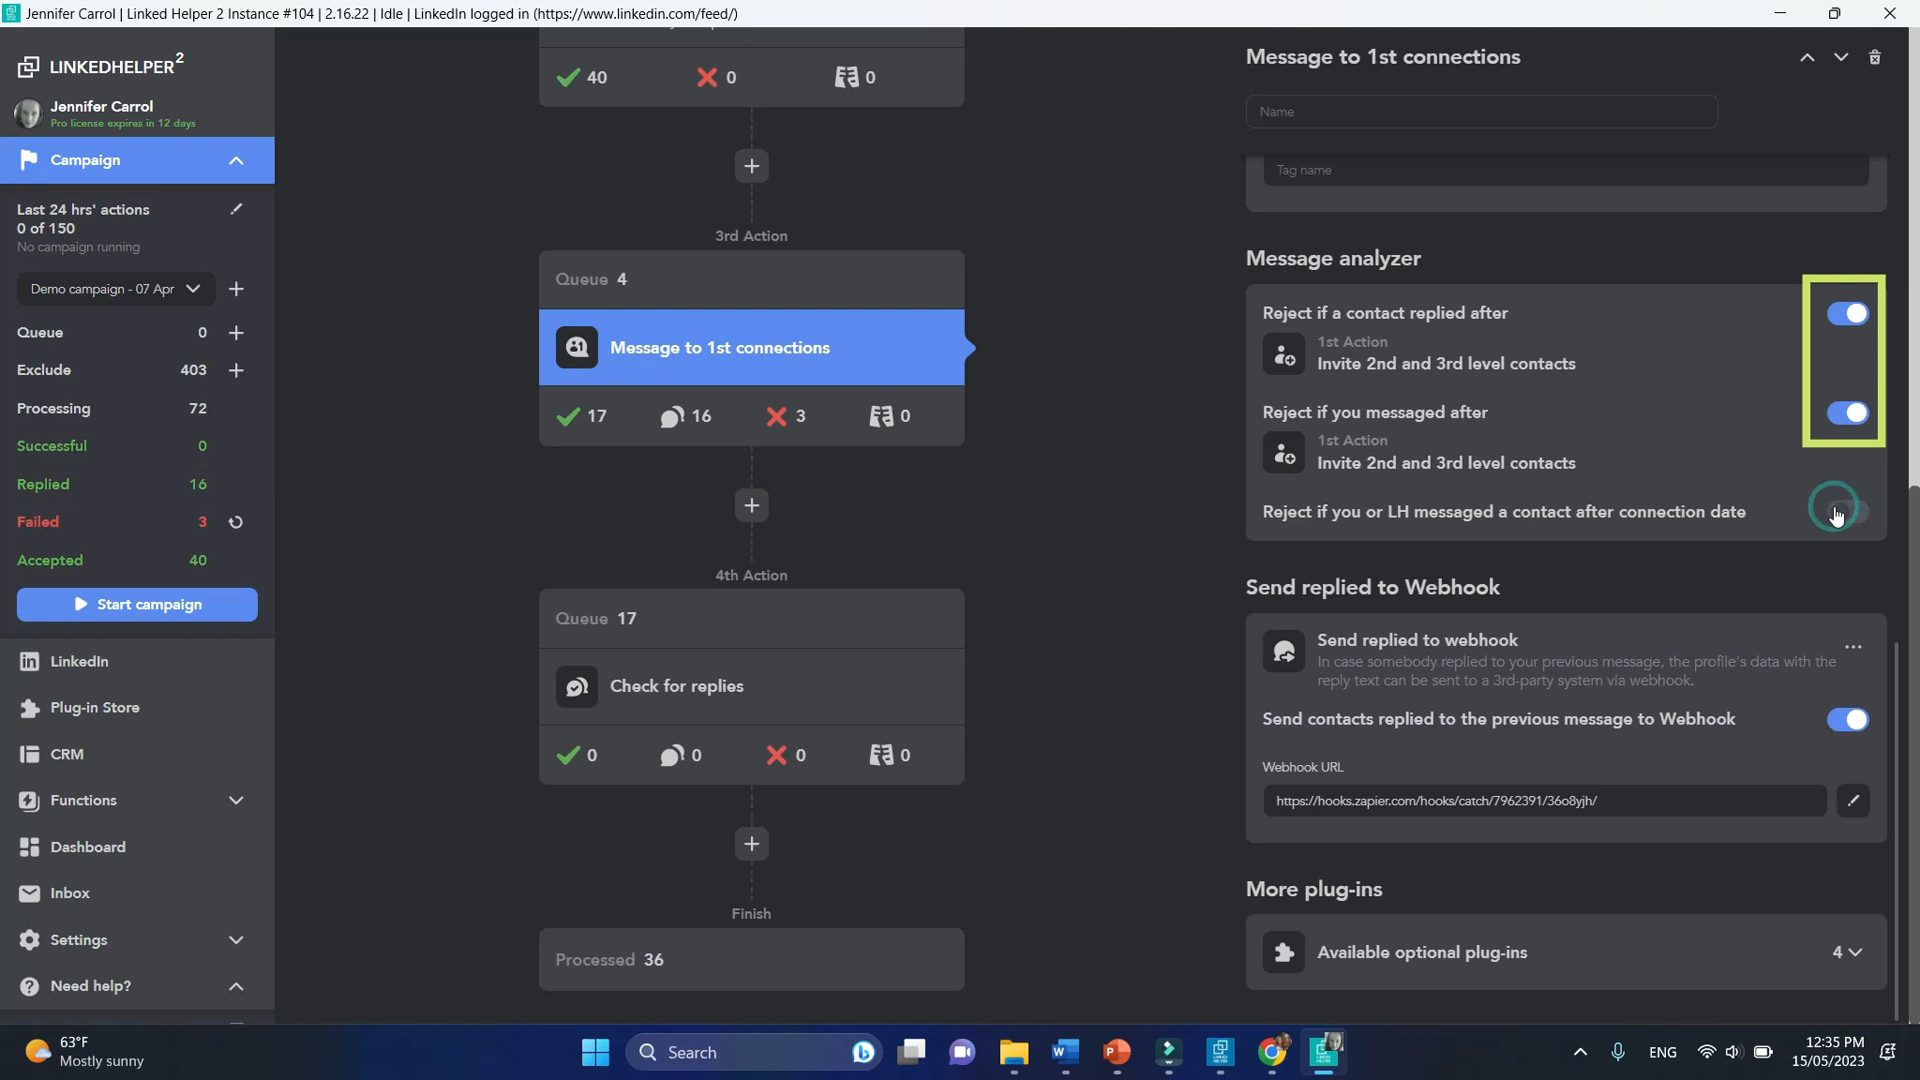 Jennifer Carrol | Linked Helper 2 Instance #104 | 2.16.22 | Idle | LinkedIn logged in (https://www.linkedin.com/feed/)
LINKEDHELPER²
Jennifer Carrol
Pro license expires in 12 days
Campaign
Last 24 hrs' actions
0 of 150
No campaign running
Demo campaign - 07 Apr
Queue 0
Exclude 403
Processing 72
Successful 0
Replied 16
Failed 3
Accepted 40
Start campaign
LinkedIn
Plug-in Store
CRM
Functions
Dashboard
Inbox
Settings
Need help?
40 0 0
3rd Action
Queue 4
Message to 1st connections
17 16 3 0
4th Action
Queue 17
Check for replies
0 0 0 0
Finish
Processed 36
Message to 1st connections
Name
Tag name
Message analyzer
Reject if a contact replied after
1st Action
Invite 2nd and 3rd level contacts
Reject if you messaged after
1st Action
Invite 2nd and 3rd level contacts
Reject if you or LH messaged a contact after connection date
Send replied to Webhook
Send replied to webhook
In case somebody replied to your previous message, the profile's data with the
reply text can be sent to a 3rd-party system via webhook.
Send contacts replied to the previous message to Webhook
Webhook URL
https://hooks.zapier.com/hooks/catch/7962391/36o8yjh/
More plug-ins
Available optional plug-ins 4
63°F
Mostly sunny
Search
ENG
12:35 PM
15/05/2023